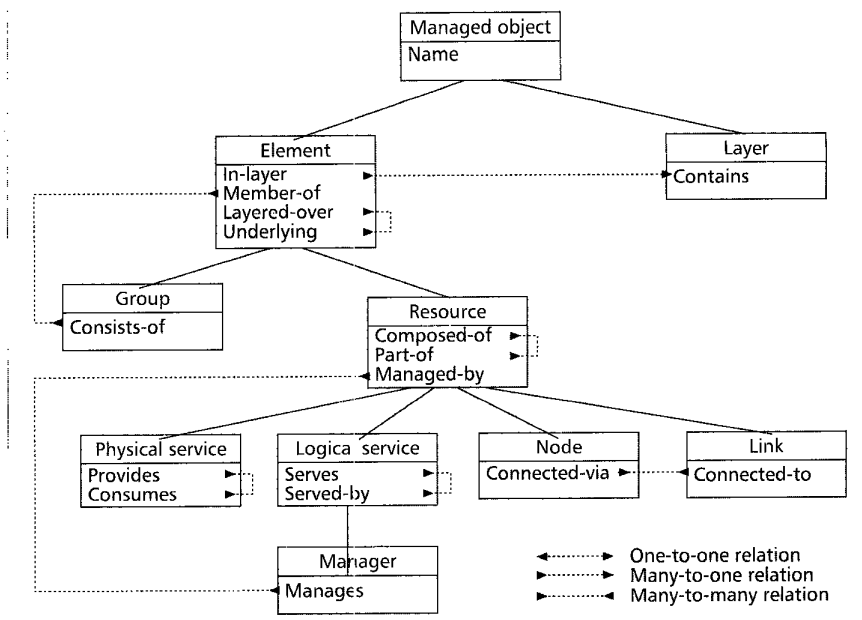 Managed object
Name
Element
In-layer
Member-of
Layered-over
Underlying
Layer
Contains
Group
Consists-of
Resource
Composed-of
Part-of
Managed-by
Physical service
Provides
Consumes
Logica service
Serves
Served-by
Node
Connected-via
Link
Connected-to
Manager
Manages
One-to-one relation
Many-to-one relation
Many-to-many relation